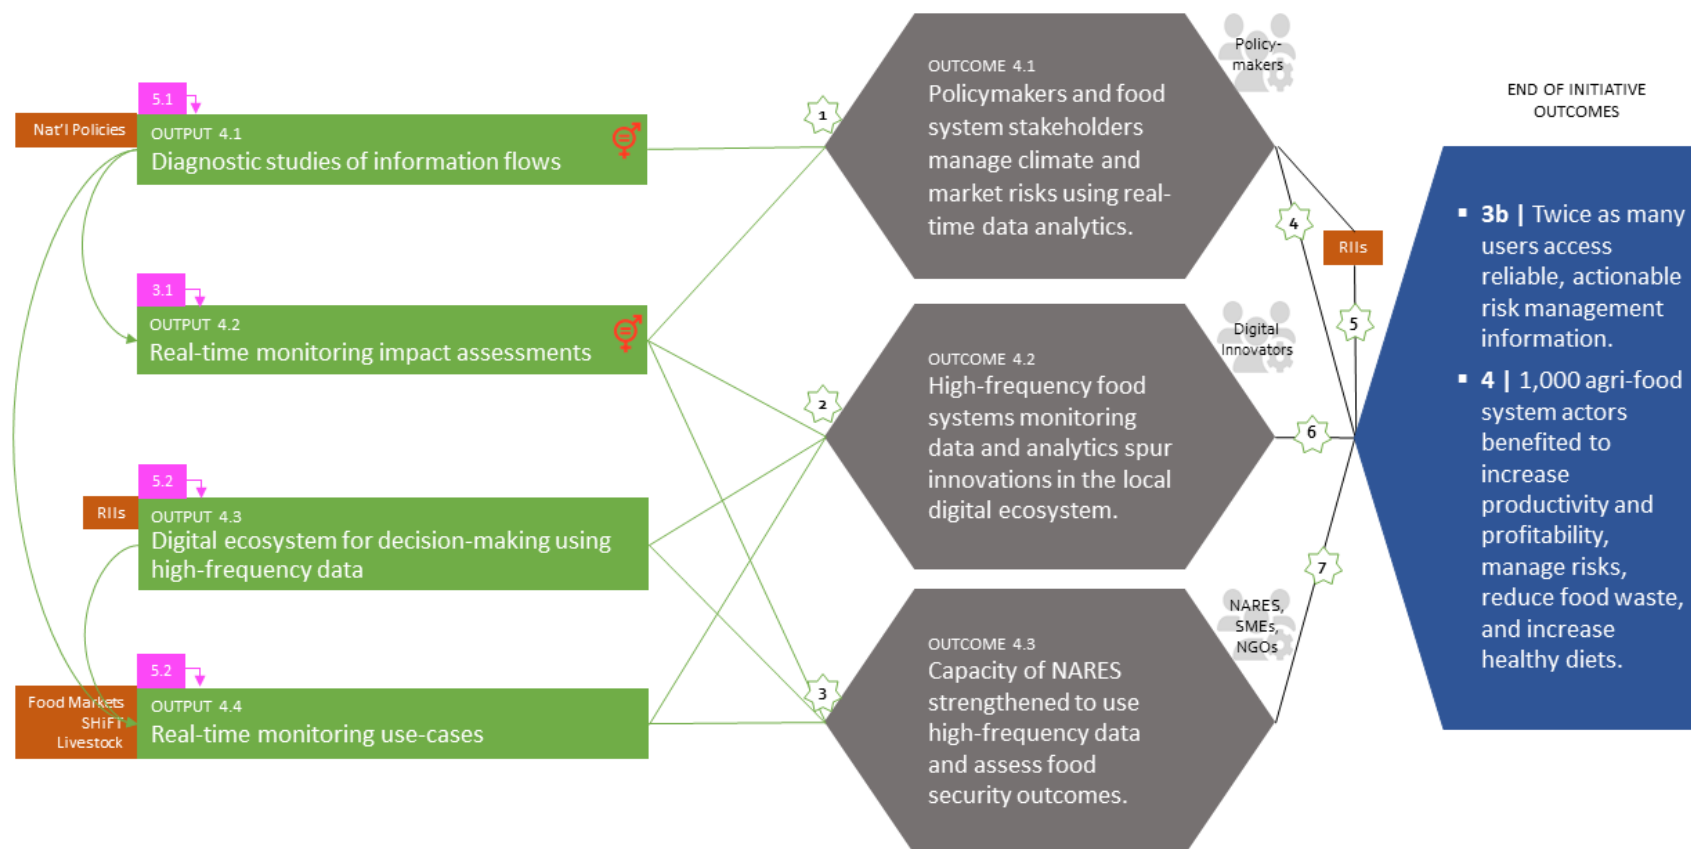 5.1
Nat'l Policies
OUTPUT 4.1
Diagnostic studies of information flows
3.1
OUTPUT 4.2
Real-time monitoring impact assessments
5.2
RIIs
OUTPUT 4.3
Digital ecosystem for decision-making using
high-frequency data
5.2
Food Markets
SHiFT
Livestock
OUTPUT 4.4
Real-time monitoring use-cases
1
2
3
OUTCOME 4.1
Policymakers and food
system stakeholders
manage climate and
market risks using real-
time data analytics.
Policy-
makers
OUTCOME 4.2
High-frequency food
systems monitoring
data and analytics spur
innovations in the local
digital ecosystem.
Digital
Innovators
OUTCOME 4.3
Capacity of NARES
strengthened to use
high-frequency data
and assess food
security outcomes.
NARES,
SMEs,
NGOs
4
RIIs
5
6
7
END OF INITIATIVE
OUTCOMES
▪ 3b | Twice as many
users access
reliable, actionable
risk management
information.
▪ 4 | 1,000 agri-food
system actors
benefited to
increase
productivity and
profitability,
manage risks,
reduce food waste,
and increase
healthy diets.